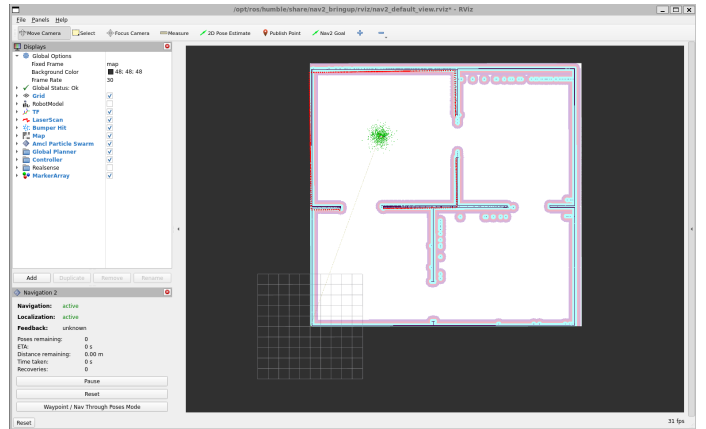 /opt/ros/humble/share/nav2_bringup/rviz/nav2_default_view.rviz* - RViz
File Panels Help
Move Camera Select Focus Camera Measure 2D Pose Estimate Publish Point Nav2 Goal
Displays
Global Options
Fixed Frame map
Background Color 48; 48; 48
Frame Rate 30
Global Status: Ok
Grid
RobotModel
TF
LaserScan
Bumper Hit
Map
Amcl Particle Swarm
Global Planner
Controller
Realsense
MarkerArray
Add Duplicate Remove Rename
Navigation 2
Navigation: active
Localization: active
Feedback: unknown
Poses remaining: 0
ETA: 0 s
Distance remaining: 0.00 m
Time taken: 0 s
Recoveries: 0
Pause
Reset
Waypoint / Nav Through Poses Mode
Reset 31 fps